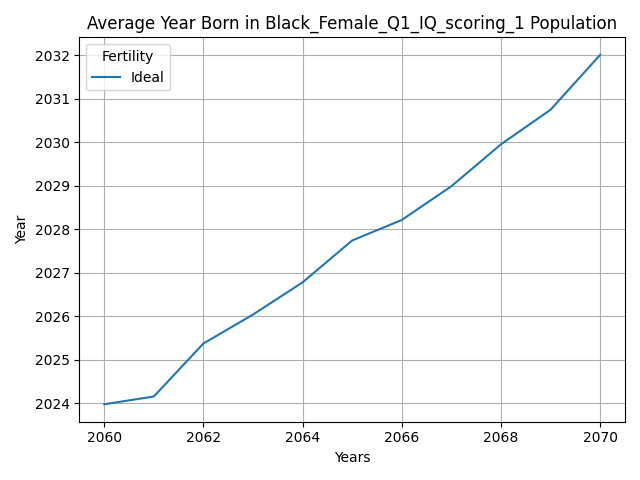 Average Year Born in Black_Female_Q1_IQ_scoring_1 Population
Fertility
Ideal
2032
2031
2030
2029
2028
2027
2026
2025
2024
Year
2060 2062 2064 2066 2068 2070
Years